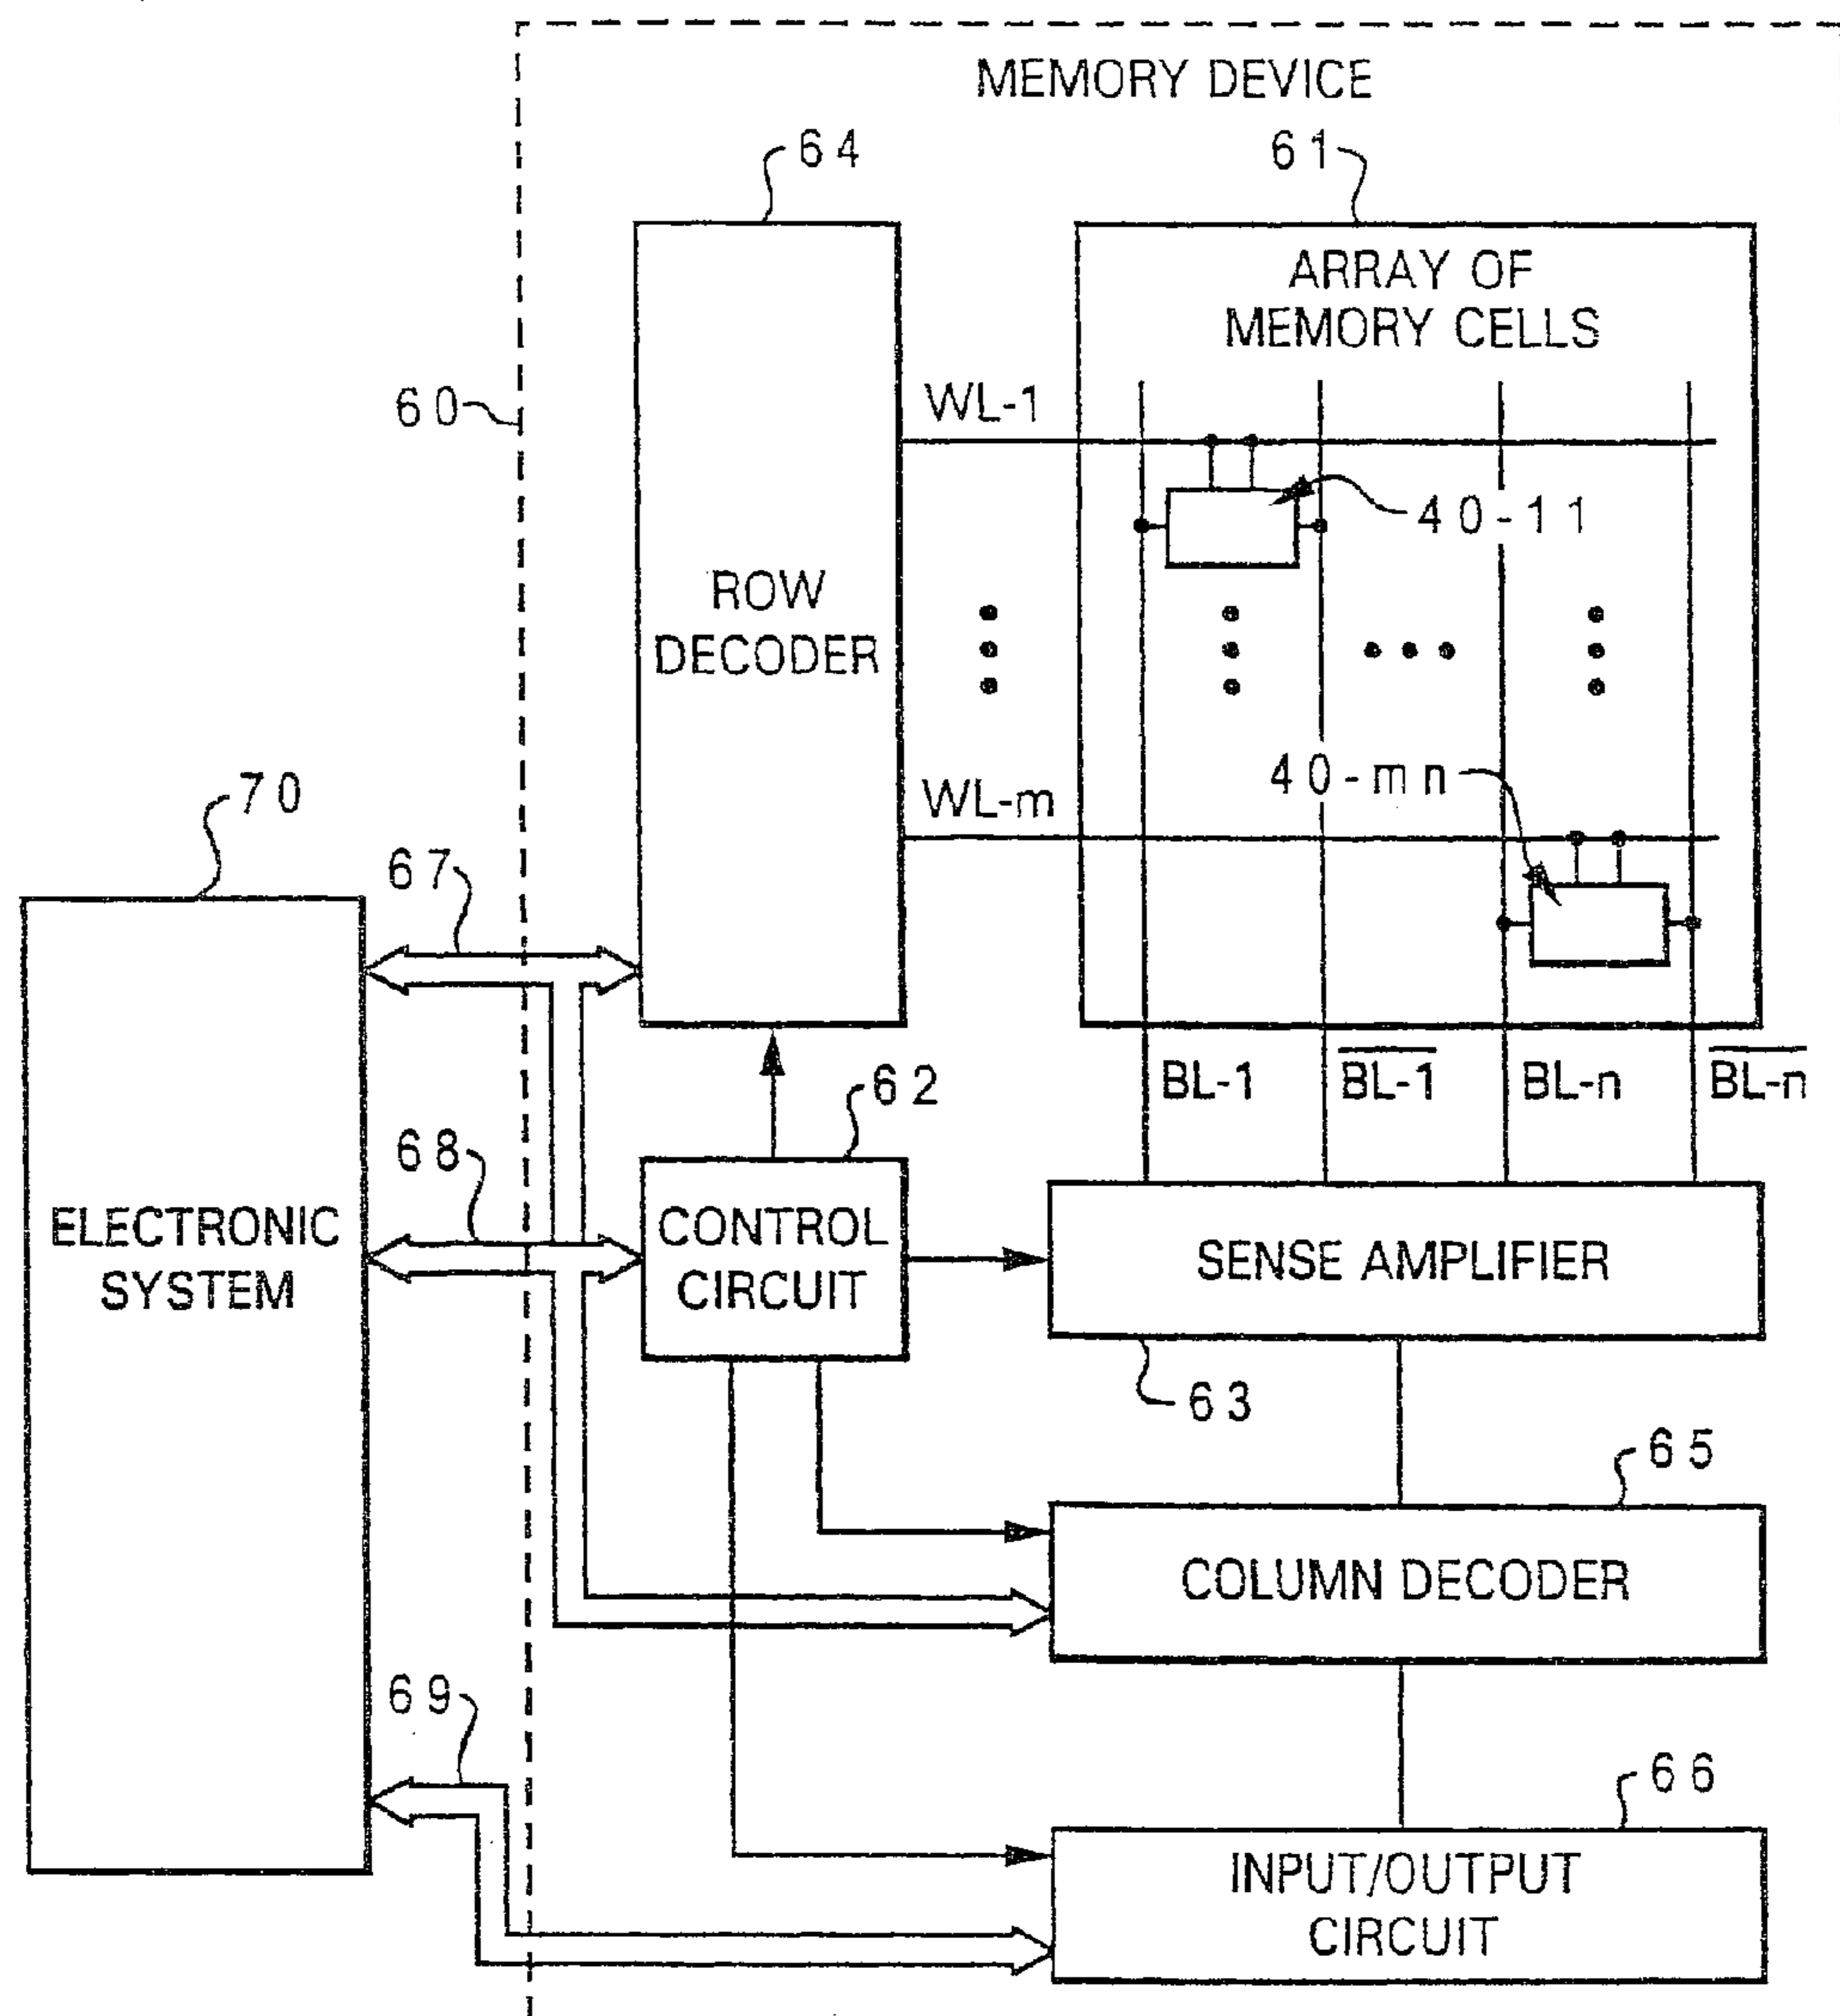 MEMORY DEVICE
64
61
ARRAY OF
MEMORY CELLS
60
WL-1
40-11
ROW
DECODER
40-mn
WL-m
70
67
BL-1
B̅L̅-̅1̅
BL-n
B̅L̅-̅n̅
62
68
ELECTRONIC
SYSTEM
CONTROL
CIRCUIT
SENSE AMPLIFIER
63
65
COLUMN DECODER
69
66
INPUT/OUTPUT
CIRCUIT